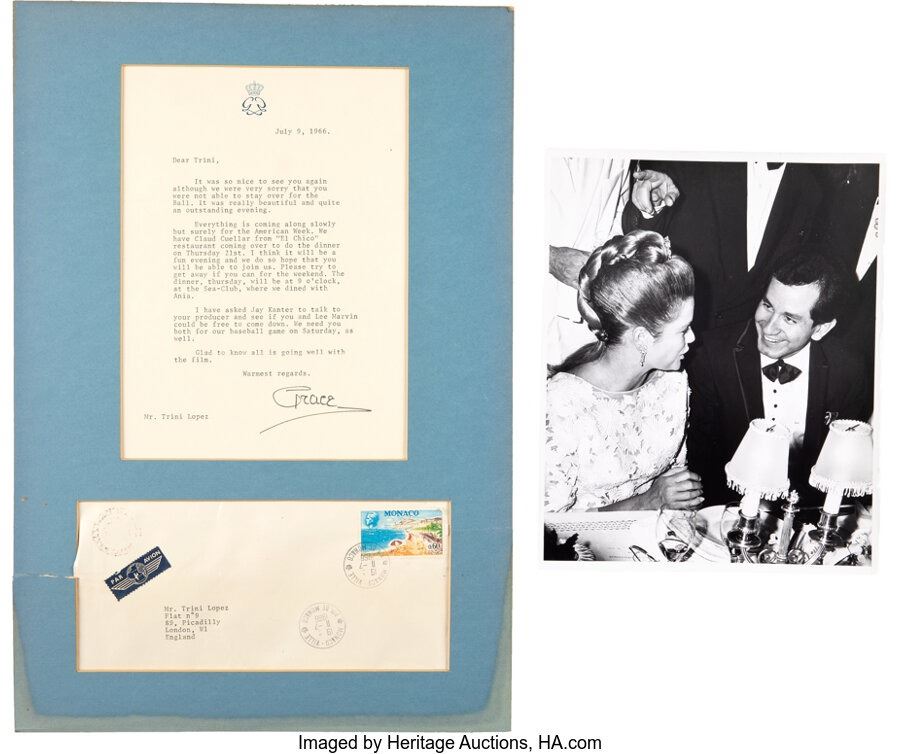 July 9, 1966.
Dear Trini,
It was so nice to see you again
although we were very sorry that you
were not able to stay over for the
Ball. It was really beautiful and quite
an outstanding evening.
Everything is coming along slowly
but surely for the American Week. We
have Claud Cuellar from "El Chico"
restaurant coming over to do the dinner
on Thursday 21st. I think it will be a
fun evening and we do so hope that you
will be able to join us. Please try to
get away if you can for the weekend. The
dinner, thursday, will be at 9 o'clock,
at the Sea-Club, where we dined with
Ania.
I have asked Jay Kanter to talk to
your producer and see if you and Lee Marvin
could be free to come down. We need you
both for our baseball game on Saturday, as
well.
Glad to know all is going well with
the film.
Warmest regards.
Grace
Mr. Trini Lopez
MONACO
0,60
PAR AVION
Mr. Trini Lopez
Flat n°9
89, Picadilly
London, W1
England
Imaged by Heritage Auctions, HA.com